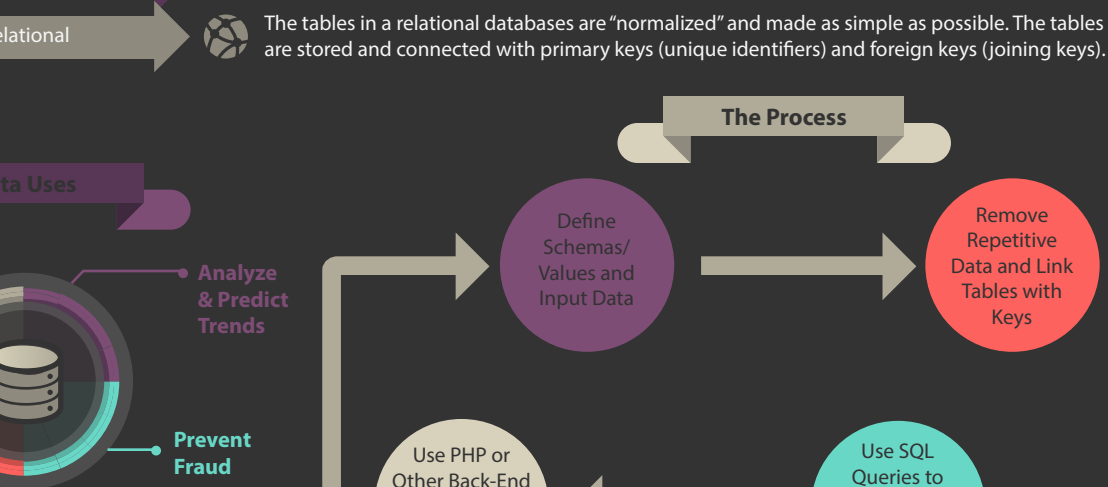 elational
The tables in a relational databases are “normalized” and made as simple as possible. The tables
are stored and connected with primary keys (unique identifiers) and foreign keys (joining keys).
The Process
ta Uses
Define
Schemas/
Values and
Input Data
Remove
Repetitive
Data and Link
Tables with
Keys
Analyze
& Predict
Trends
Prevent
Fraud
Use PHP or
Other Back-End
Use SQL
Queries to